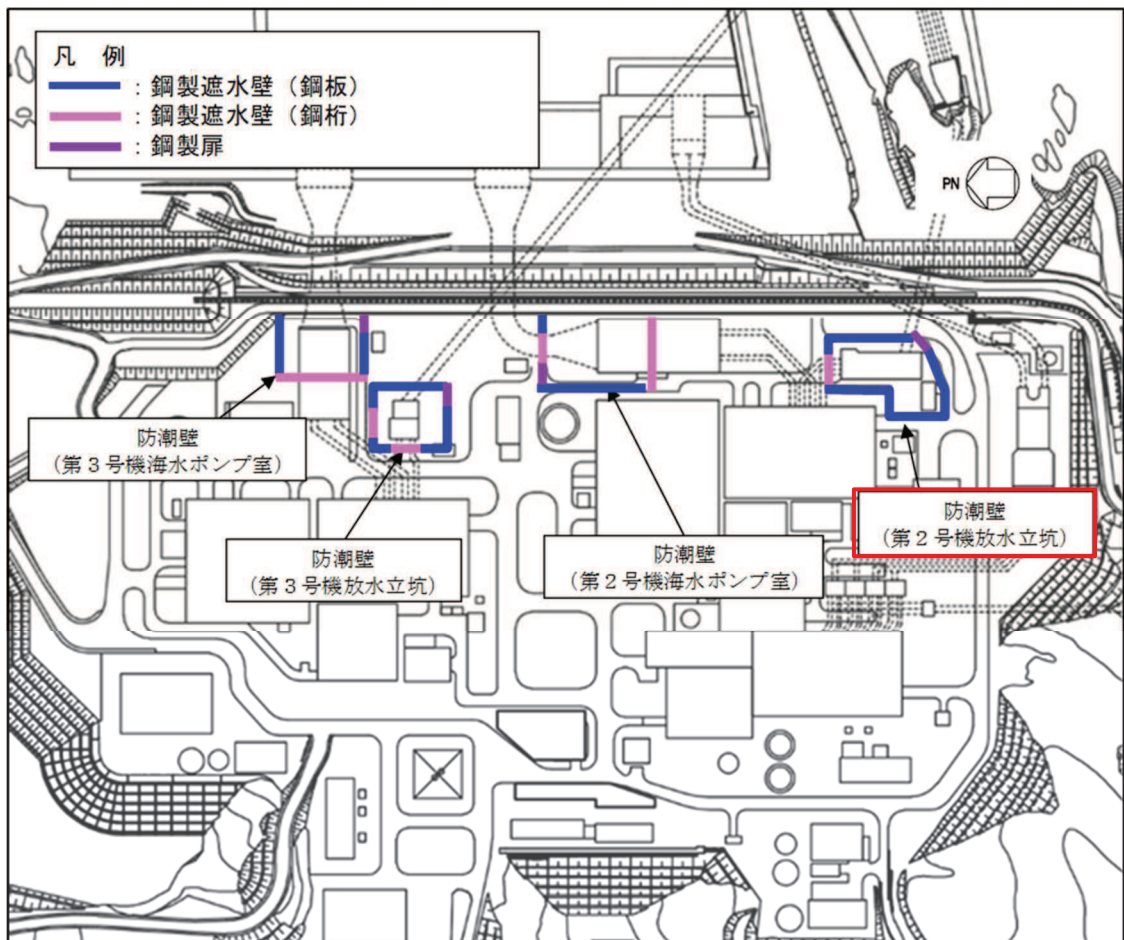 凡 例
：鋼製遮水壁（鋼板）
：鋼製遮水壁（鋼桁）
：鋼製扉
PN
防潮壁
（第３号機海水ポンプ室）
防潮壁
（第３号機放水立坑）
防潮壁
（第２号機海水ポンプ室）
防潮壁
（第２号機放水立坑）